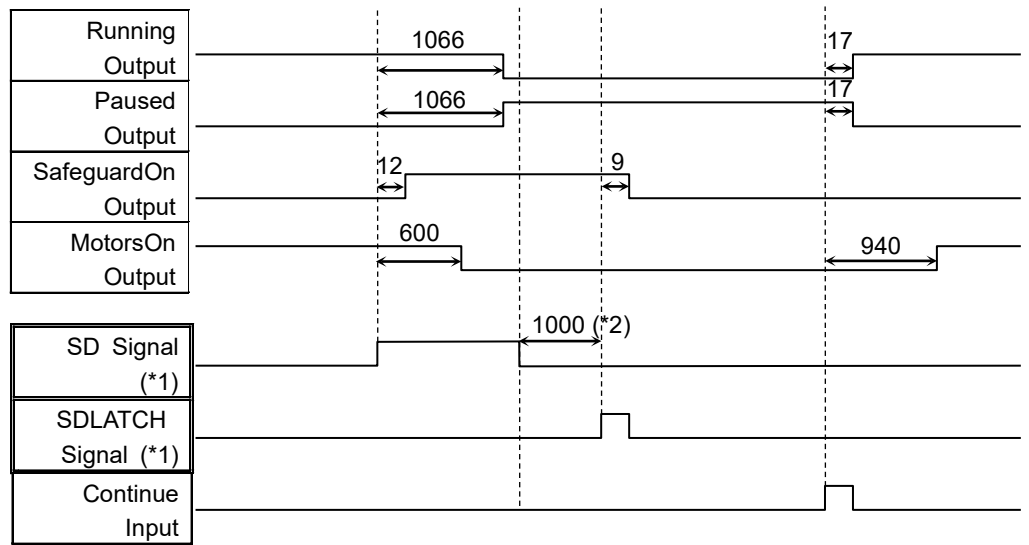 Running
Output
1066
17
Paused
Output
1066
17
SafeguardOn
Output
12
9
MotorsOn
Output
600
940
SD Signal
(*1)
1000 (*2)
SDLATCH
Signal (*1)
Continue
Input